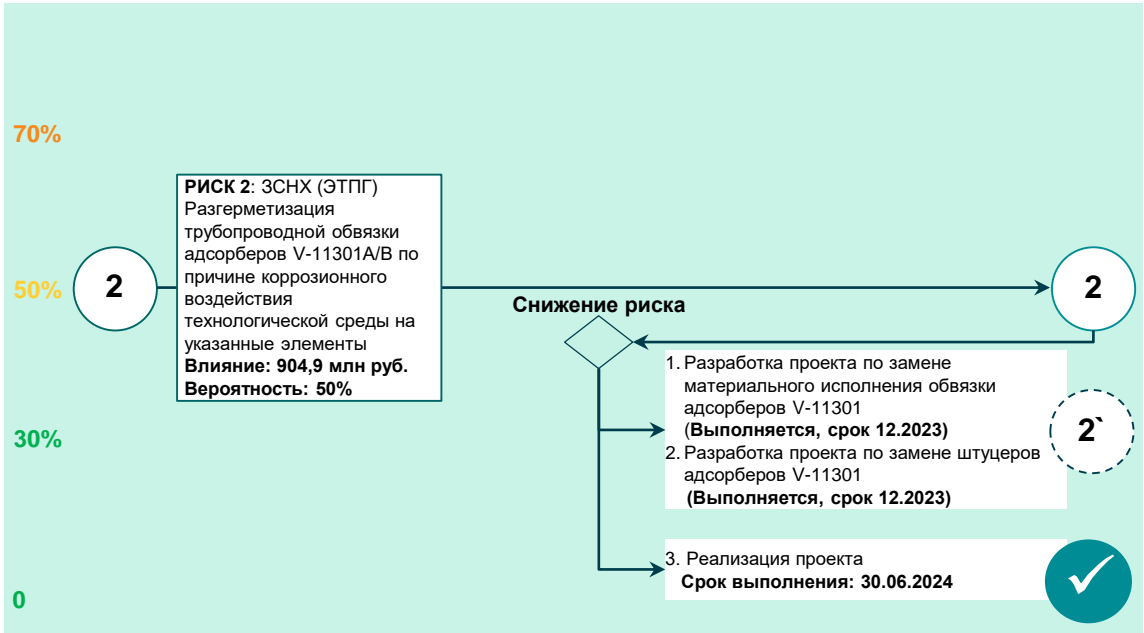 70%
РИСК 2: ЗСНХ (ЭТПГ)
Разгерметизация
трубопроводной обвязки
адсорберов V-11301A/B по
причине коррозионного
воздействия
технологической среды на
указанные элементы
Влияние: 904,9 млн руб.
Вероятность: 50%
50%
2
2
Снижение риска
1. Разработка проекта по замене
материального исполнения обвязки
адсорберов V-11301
(Выполняется, срок 12.2023)
2. Разработка проекта по замене штуцеров
адсорберов V-11301
(Выполняется, срок 12.2023)
2`
30%
3. Реализация проекта
Срок выполнения: 30.06.2024
0